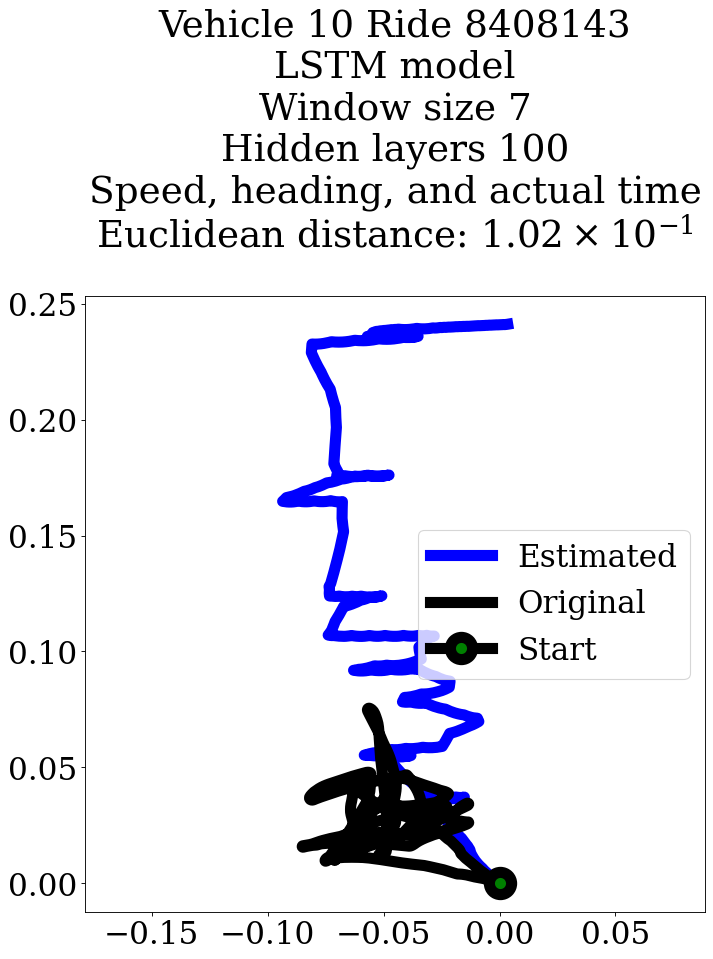 Vehicle 10 Ride 8408143
LSTM model
Window size 7
Hidden layers 100
Speed, heading, and actual time
Euclidean distance: 1.02 × 10⁻¹
0.25
0.20
0.15
0.10
0.05
0.00
Estimated
Original
Start
−0.15 −0.10 −0.05 0.00 0.05